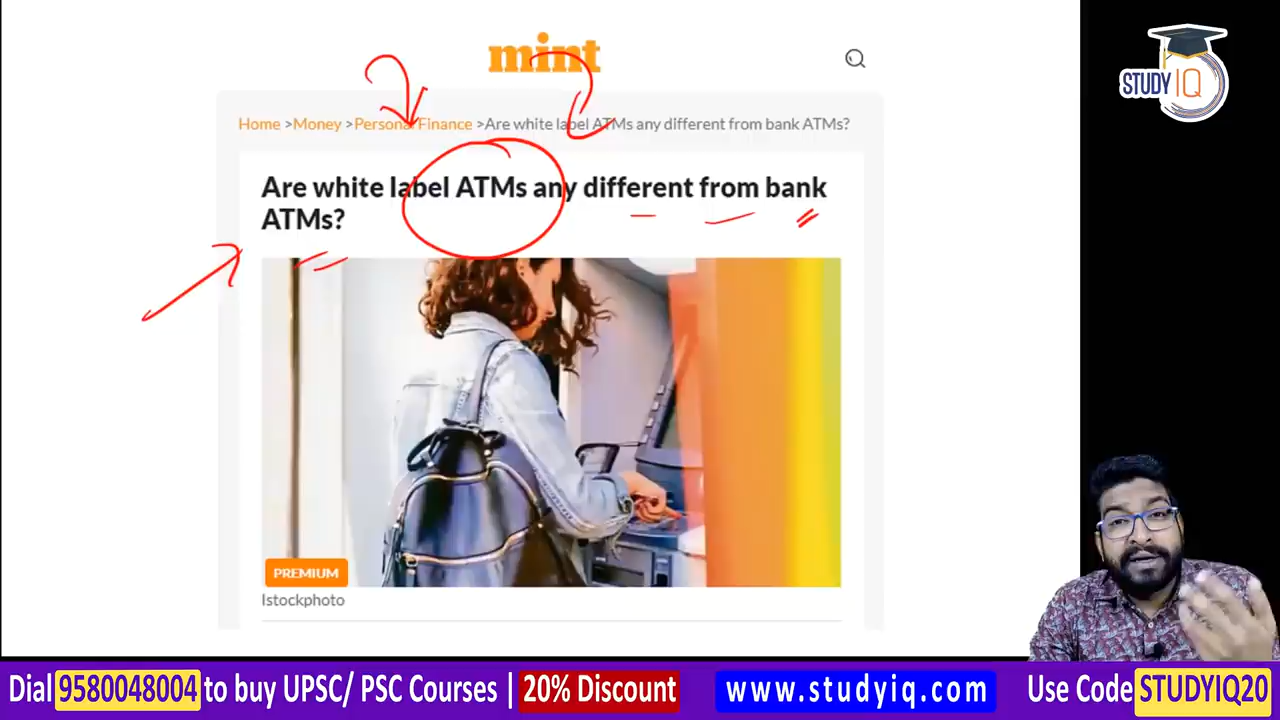 mint
STUDY IQ
Home >Money >Personal Finance >Are white label ATMs any different from bank ATMs?
Are white label ATMs any different from bank
ATMs?
PREMIUM
Istockphoto
Dial 9580048004 to buy UPSC/ PSC Courses | 20% Discount www.studyiq.com Use Code STUDYIQ20